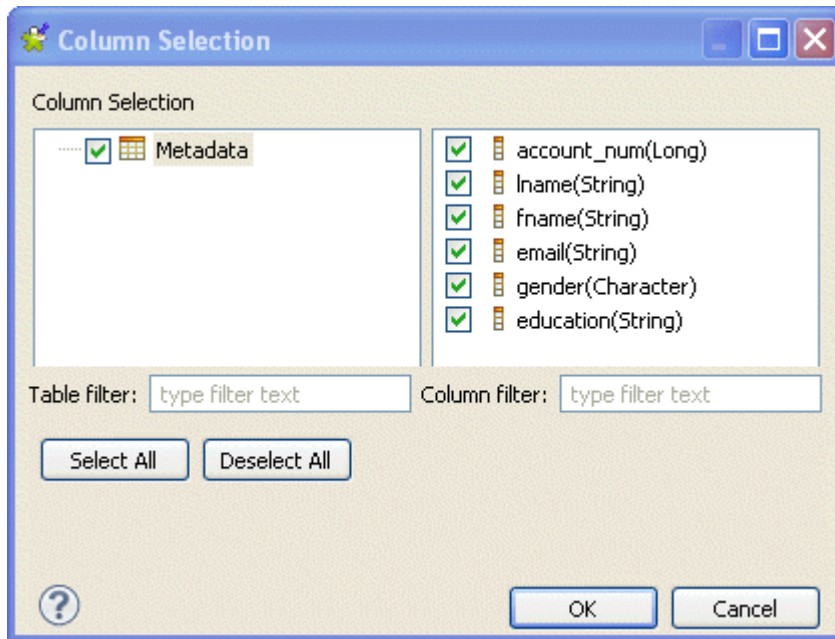 Column Selection
Column Selection
Metadata
account_num(Long)
lname(String)
fname(String)
email(String)
gender(Character)
education(String)
Table filter: type filter text Column filter: type filter text
Select All Deselect All
? OK Cancel